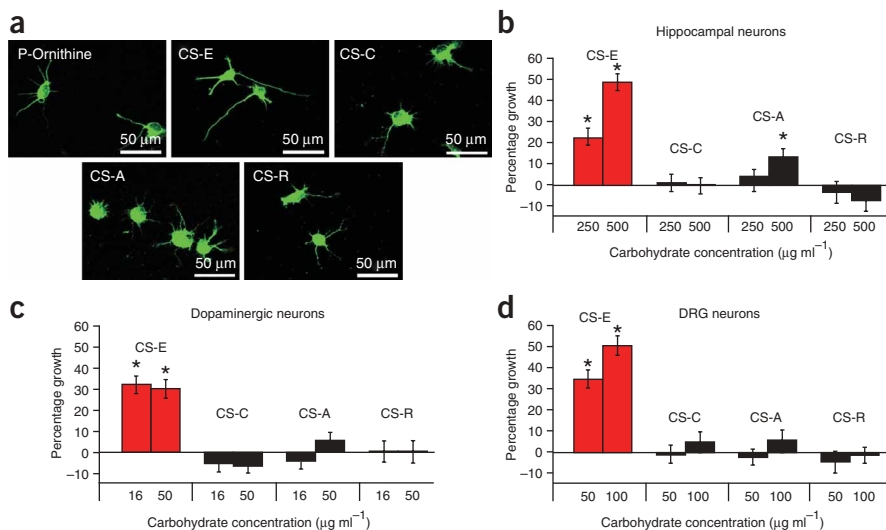 a
P-Ornithine
50 µm
CS-E
50 µm
CS-C
50 µm
CS-A
50 µm
CS-R
50 µm
b
Hippocampal neurons
Percentage growth
60
50
40
30
20
10
0
–10
CS-E
*
*
CS-C
CS-A
*
CS-R
250 500 250 500 250 500 250 500
Carbohydrate concentration (µg ml–1)
c
Dopaminergic neurons
Percentage growth
60
50
40
30
20
10
0
–10
CS-E
* *
CS-C
CS-A
CS-R
16 50 16 50 16 50 16 50
Carbohydrate concentration (µg ml–1)
d
DRG neurons
Percentage growth
60
50
40
30
20
10
0
–10
CS-E
*
*
CS-C
CS-A
CS-R
50 100 50 100 50 100 50 100
Carbohydrate concentration (µg ml–1)